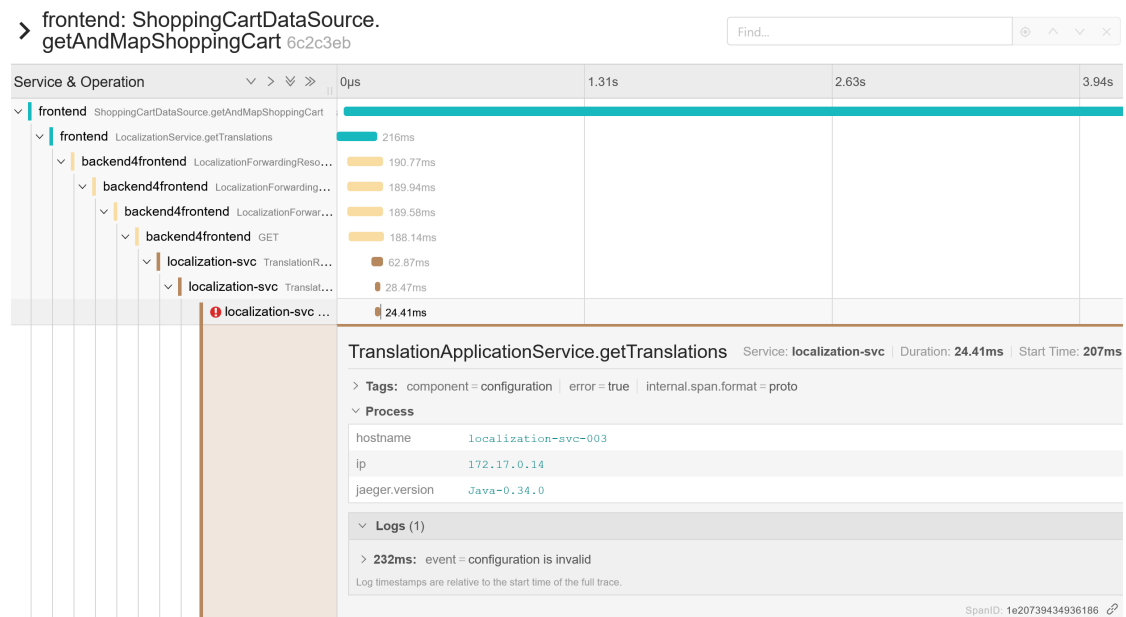 frontend: ShoppingCartDataSource.
getAndMapShoppingCart 6c2c3eb
Find...
Service & Operation
0µs 1.31s 2.63s 3.94s
frontend ShoppingCartDataSource.getAndMapShoppingCart
frontend LocalizationService.getTranslations 216ms
backend4frontend LocalizationForwardingReso... 190.77ms
backend4frontend LocalizationForwarding... 189.94ms
backend4frontend LocalizationForwar... 189.58ms
backend4frontend GET 188.14ms
localization-svc TranslationR... 62.87ms
localization-svc Translat... 28.47ms
localization-svc ... 24.41ms
TranslationApplicationService.getTranslations Service: localization-svc Duration: 24.41ms Start Time: 207ms
Tags: component = configuration error = true internal.span.format = proto
Process
hostname localization-svc-003
ip 172.17.0.14
jaeger.version Java-0.34.0
Logs (1)
232ms: event = configuration is invalid
Log timestamps are relative to the start time of the full trace.
SpanID: 1e20739434936186